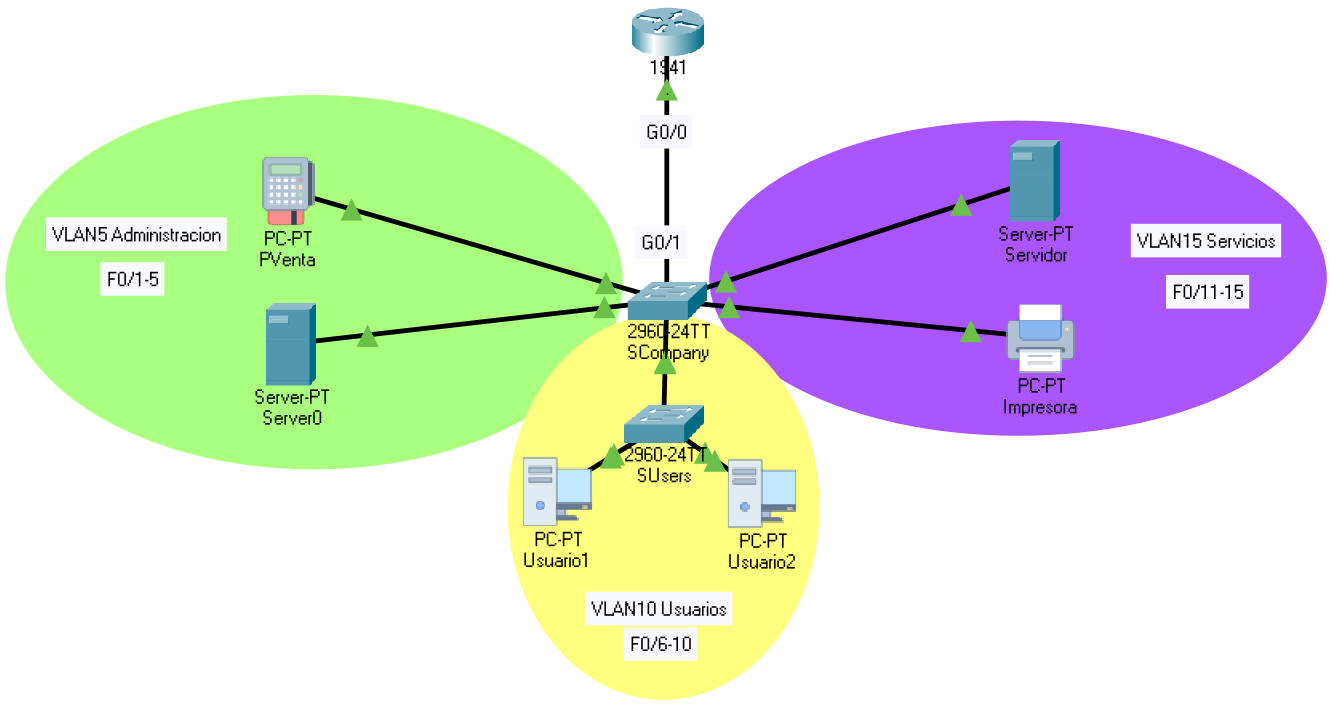 1941
G0/0
G0/1
VLAN5 Administracion
F0/1-5
PC-PT
PVenta
Server-PT
Server0
2960-24TT
SCompany
Server-PT
Servidor
VLAN15 Servicios
F0/11-15
PC-PT
Impresora
2960-24TT
SUsers
PC-PT
Usuario1
PC-PT
Usuario2
VLAN10 Usuarios
F0/6-10